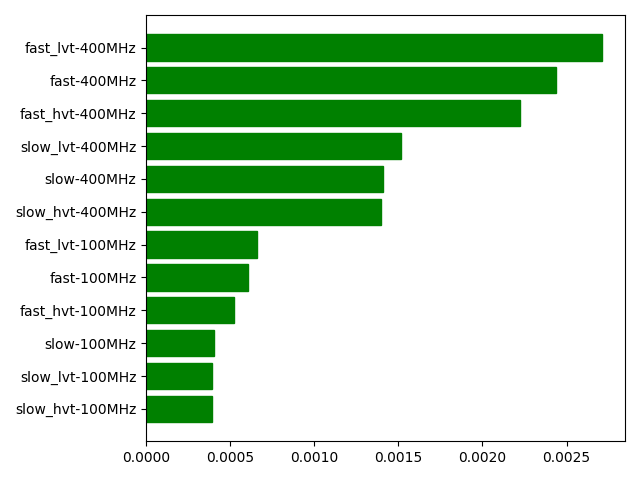 fast_lvt-400MHz
fast-400MHz
fast_hvt-400MHz
slow_lvt-400MHz
slow-400MHz
slow_hvt-400MHz
fast_lvt-100MHz
fast-100MHz
fast_hvt-100MHz
slow-100MHz
slow_lvt-100MHz
slow_hvt-100MHz
0.0000 0.0005 0.0010 0.0015 0.0020 0.0025